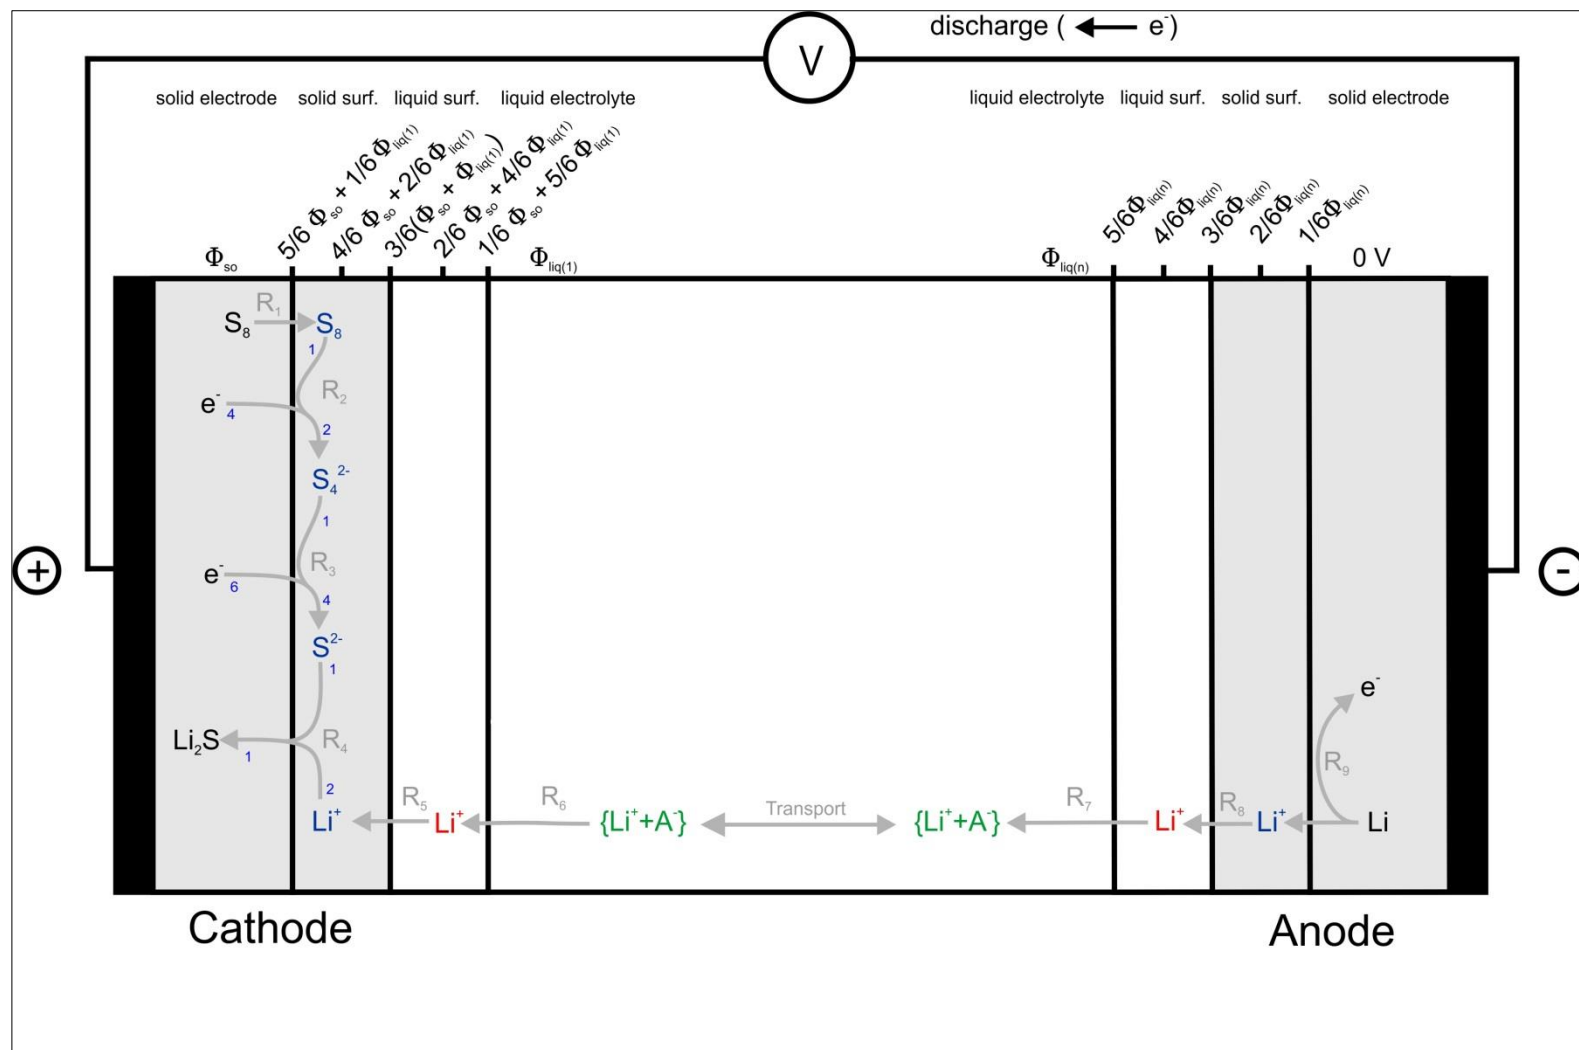 discharge ( ← e⁻)
V
solid electrode solid surf. liquid surf. liquid electrolyte liquid electrolyte liquid surf. solid surf. solid electrode
5/6 Φso + 1/6 Φliq(1)
4/6 Φso + 2/6 Φliq(1)
3/6(Φso + Φliq(1))
2/6 Φso + 4/6 Φliq(1)
1/6 Φso + 5/6 Φliq(1)
5/6Φliq(n)
4/6Φliq(n)
3/6Φliq(n)
2/6Φliq(n)
1/6Φliq(n)
Φso Φliq(1) Φliq(n) 0 V
S₈ R₁ S₈
1
R₂
e⁻ 4
2
S₄²⁻
1
R₃
e⁻ 6
4
S²⁻
1
Li₂S 1 R₄
2
Li⁺ R₅ Li⁺ R₆ {Li⁺+A⁻} Transport {Li⁺+A⁻} R₇ Li⁺ R₈ Li⁺ Li
e⁻
R₉
+
-
Cathode Anode